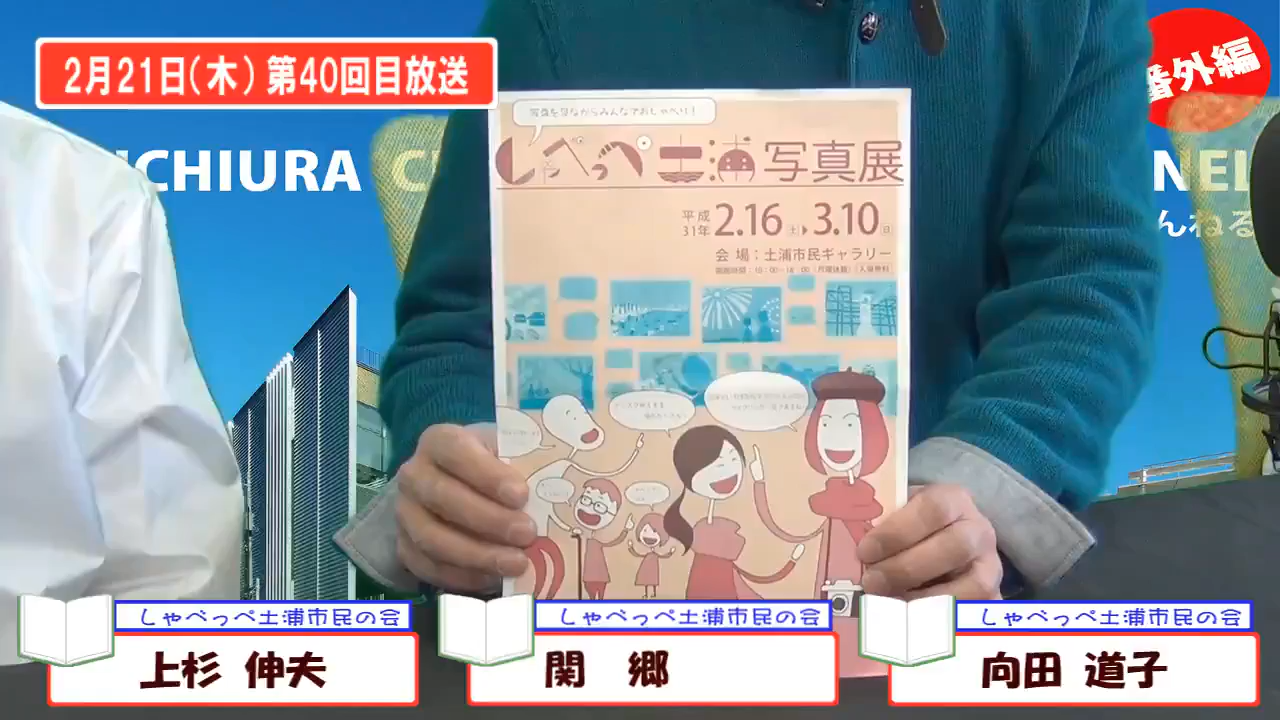 2月21日(木) 第40回目放送
番外編
CHIURA C
NEL
んねる
写真を見ながらみんなでおしゃべり！
しゃべっぺ土浦写真展
平成31年 2.16 土 ▶ 3.10 日
会場：土浦市民ギャラリー
しゃべっぺ土浦市民の会
上杉 伸夫
しゃべっぺ土浦市民の会
関 郷
しゃべっぺ土浦市民の会
向田 道子